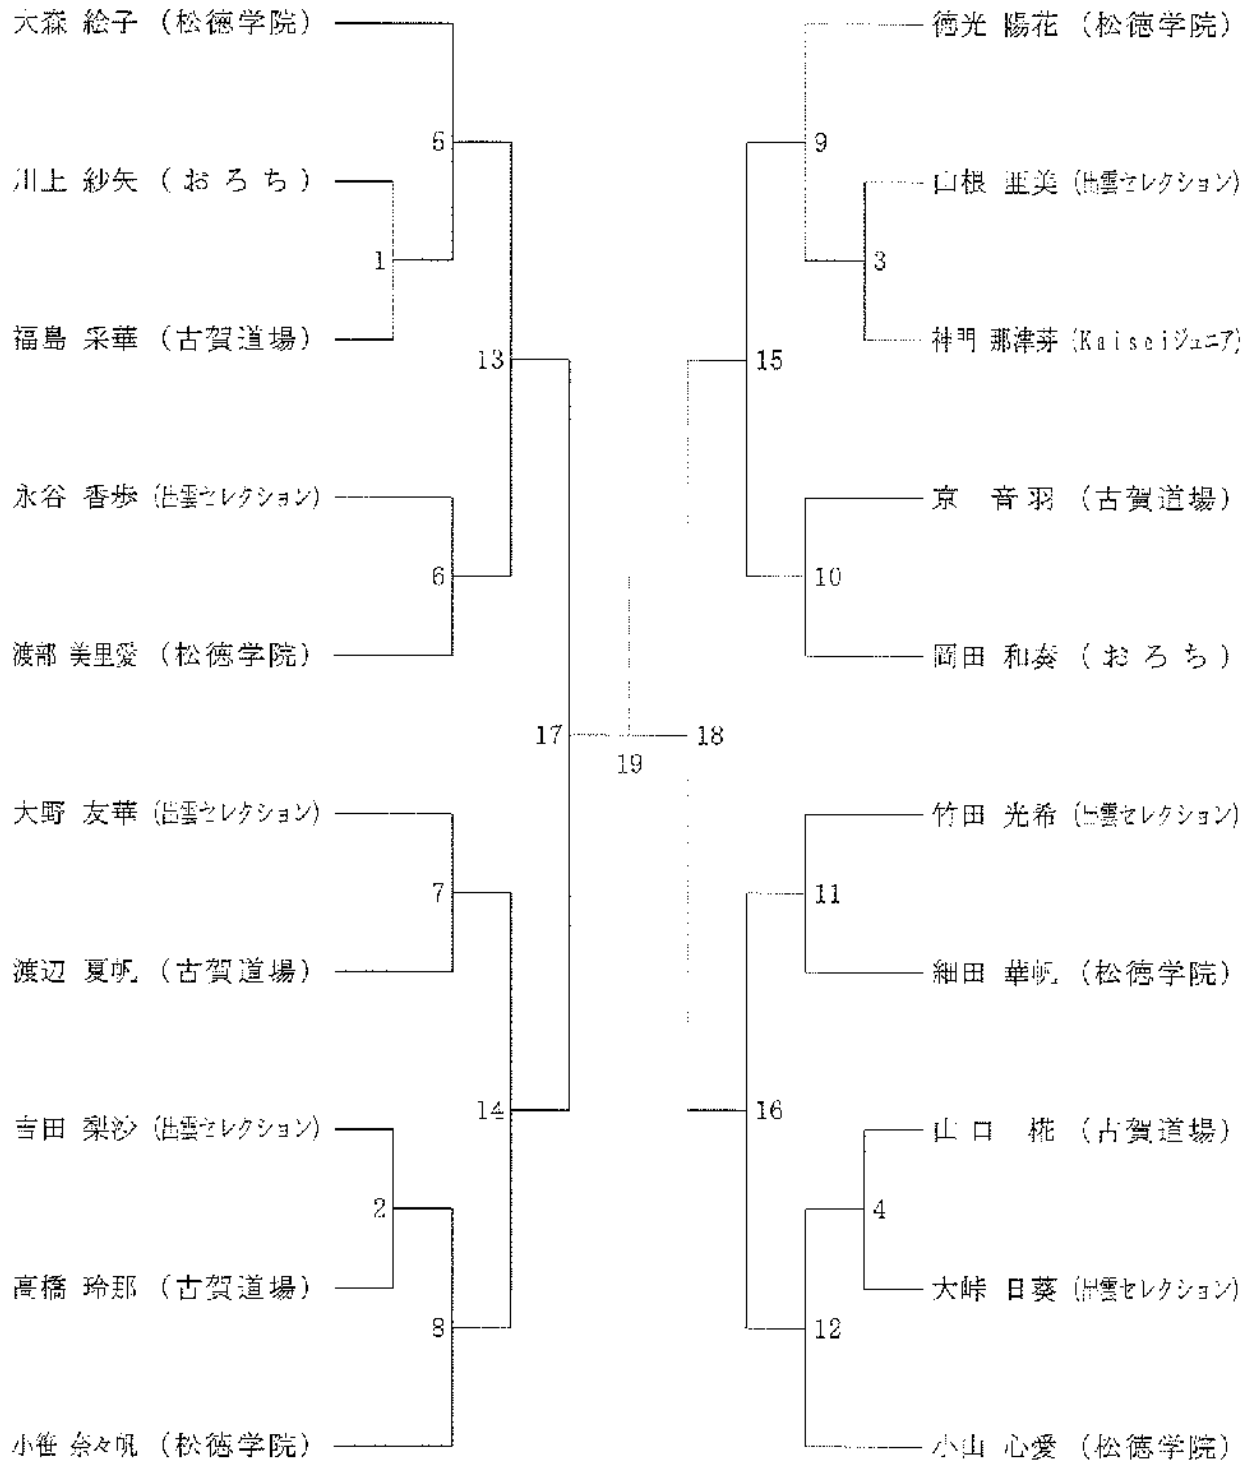 大森 絵子 (松徳学院)
5
川上 紗矢 (おろち)
1
福島 采華 (古賀道場)
13
永谷 香歩 (出雲セレクション)
6
渡部 美里愛 (松徳学院)
17
大野 友華 (出雲セレクション)
7
渡辺 夏帆 (古賀道場)
14
吉田 梨沙 (出雲セレクション)
2
高橋 玲那 (古賀道場)
8
小笹 奈々帆 (松徳学院)
19
18
徳光 陽花 (松徳学院)
9
山根 亜美 (出雲セレクション)
3
神門 那津芽 (Kaiseiジュニア)
15
京 音羽 (古賀道場)
10
岡田 和奏 (おろち)
竹田 光希 (出雲セレクション)
11
細田 華帆 (松徳学院)
16
山口 椛 (古賀道場)
4
大峠 日葵 (出雲セレクション)
12
小山 心愛 (松徳学院)